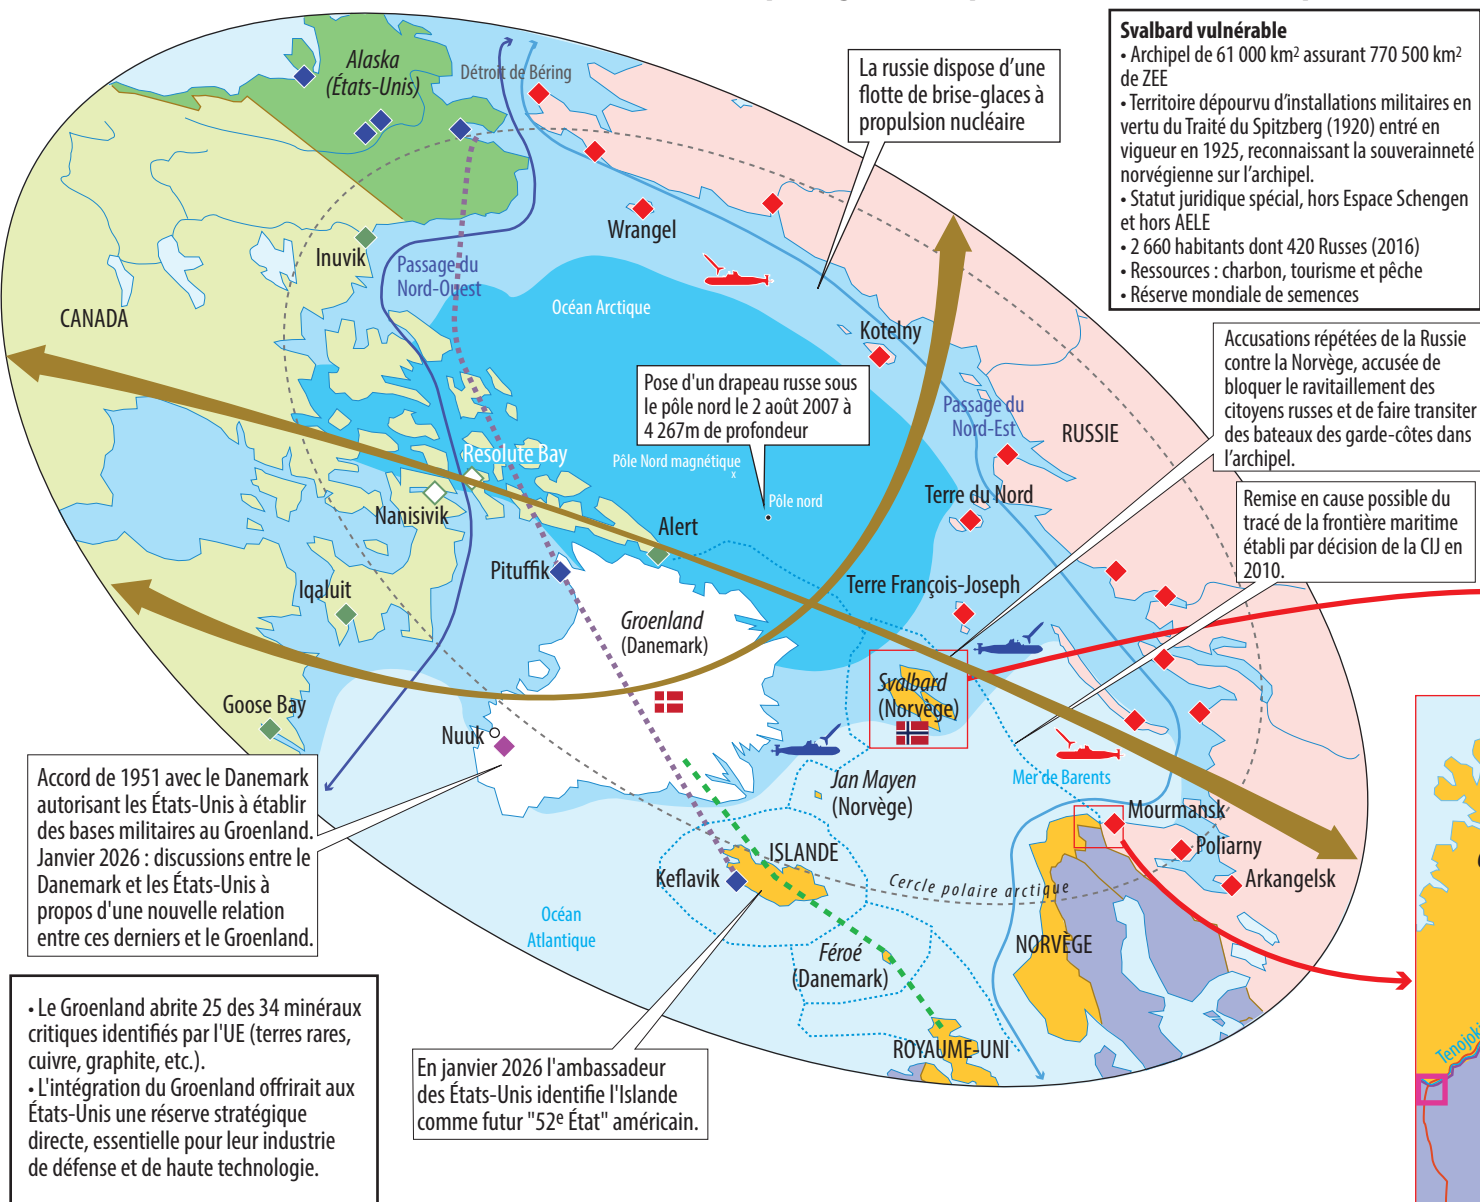 Svalbard vulnérable
• Archipel de 61 000 km² assurant 770 500 km²
de ZEE
• Territoire dépourvu d’installations militaires en
vertu du Traité du Spitzberg (1920) entré en
vigueur en 1925, reconnaissant la souveraineté
norvégienne sur l’archipel.
• Statut juridique spécial, hors Espace Schengen
et hors AELE
• 2 660 habitants dont 420 Russes (2016)
• Ressources : charbon, tourisme et pêche
• Réserve mondiale de semences
La russie dispose d’une
flotte de brise-glaces à
propulsion nucléaire
Alaska
(États-Unis)
Détroit de Béring
Wrangel
Inuvik
Passage du
Nord-Ouest
Océan Arctique
CANADA
Kotelny
Accusations répétées de la Russie
contre la Norvège, accusée de
bloquer le ravitaillement des
citoyens russes et de faire transiter
des bateaux des garde-côtes dans
l’archipel.
Pose d'un drapeau russe sous
le pôle nord le 2 août 2007 à
4 267m de profondeur
Passage du
Nord-Est
RUSSIE
Resolute Bay
Pôle Nord magnétique
x
Pôle nord
Terre du Nord
Nanisivik
Alert
Remise en cause possible du
tracé de la frontière maritime
établi par décision de la CIJ en
2010.
Pituffik
Iqaluit
Terre François-Joseph
Groenland
(Danemark)
Svalbard
(Norvège)
Goose Bay
Nuuk
Jan Mayen
(Norvège)
Mer de Barents
Accord de 1951 avec le Danemark
autorisant les États-Unis à établir
des bases militaires au Groenland.
Janvier 2026 : discussions entre le
Danemark et les États-Unis à
propos d'une nouvelle relation
entre ces derniers et le Groenland.
Mourmansk
Poliarny
Arkangelsk
ISLANDE
Keflavik
Cercle polaire arctique
Océan
Atlantique
Féroé
(Danemark)
NORVÈGE
ROYAUME-UNI
• Le Groenland abrite 25 des 34 minéraux
critiques identifiés par l'UE (terres rares,
cuivre, graphite, etc.).
• L'intégration du Groenland offrirait aux
États-Unis une réserve stratégique
directe, essentielle pour leur industrie
de défense et de haute technologie.
En janvier 2026 l'ambassadeur
des États-Unis identifie l'Islande
comme futur "52e État" américain.
Tenojoki